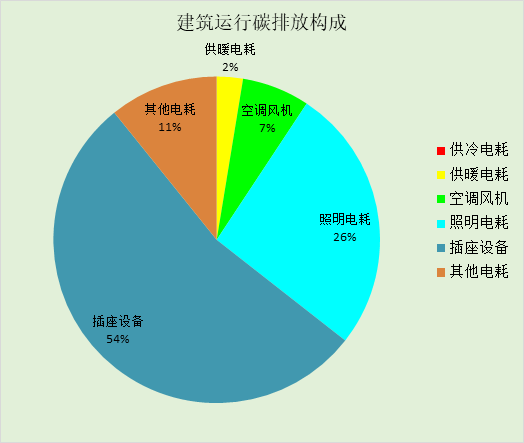 建筑运行碳排放构成
供暖电耗
2%
空调风机
7%
其他电耗
11%
照明电耗
26%
插座设备
54%
供冷电耗
供暖电耗
空调风机
照明电耗
插座设备
其他电耗